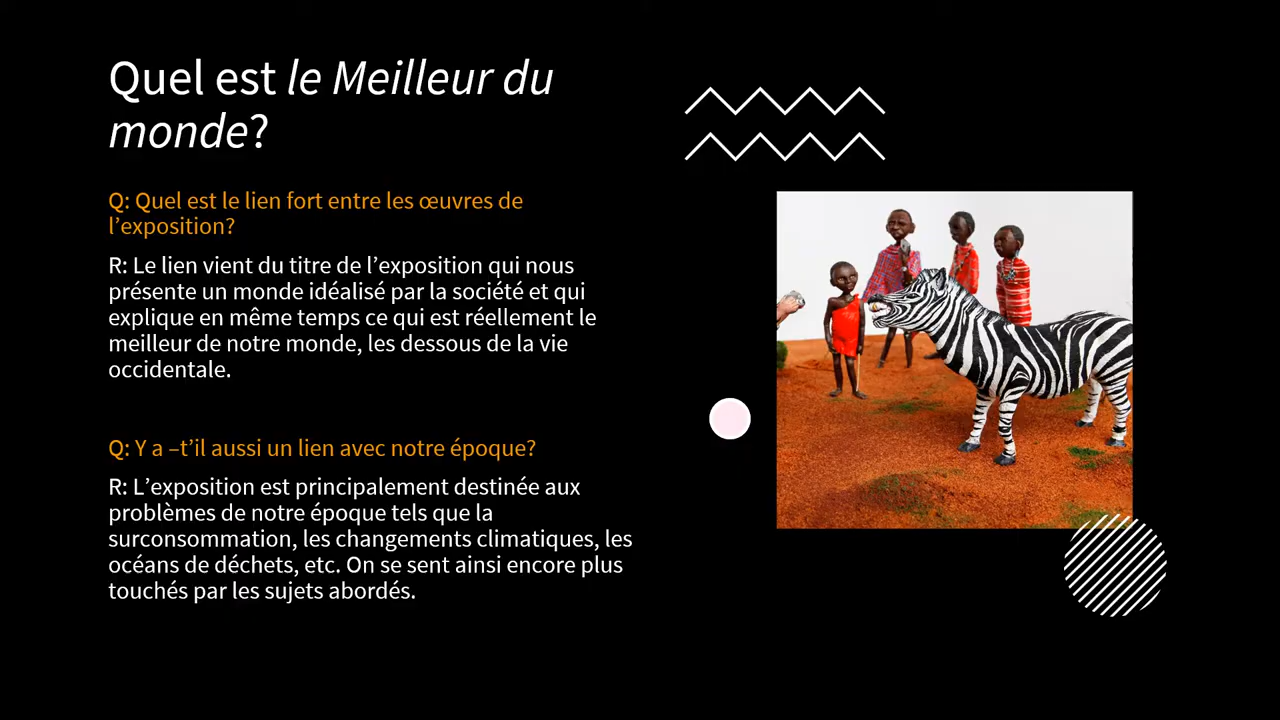 Quel est le Meilleur du
monde?
Q: Quel est le lien fort entre les œuvres de
l’exposition?
R: Le lien vient du titre de l’exposition qui nous
présente un monde idéalisé par la société et qui
explique en même temps ce qui est réellement le
meilleur de notre monde, les dessous de la vie
occidentale.
Q: Y a –t’il aussi un lien avec notre époque?
R: L’exposition est principalement destinée aux
problèmes de notre époque tels que la
surconsommation, les changements climatiques, les
océans de déchets, etc. On se sent ainsi encore plus
touchés par les sujets abordés.